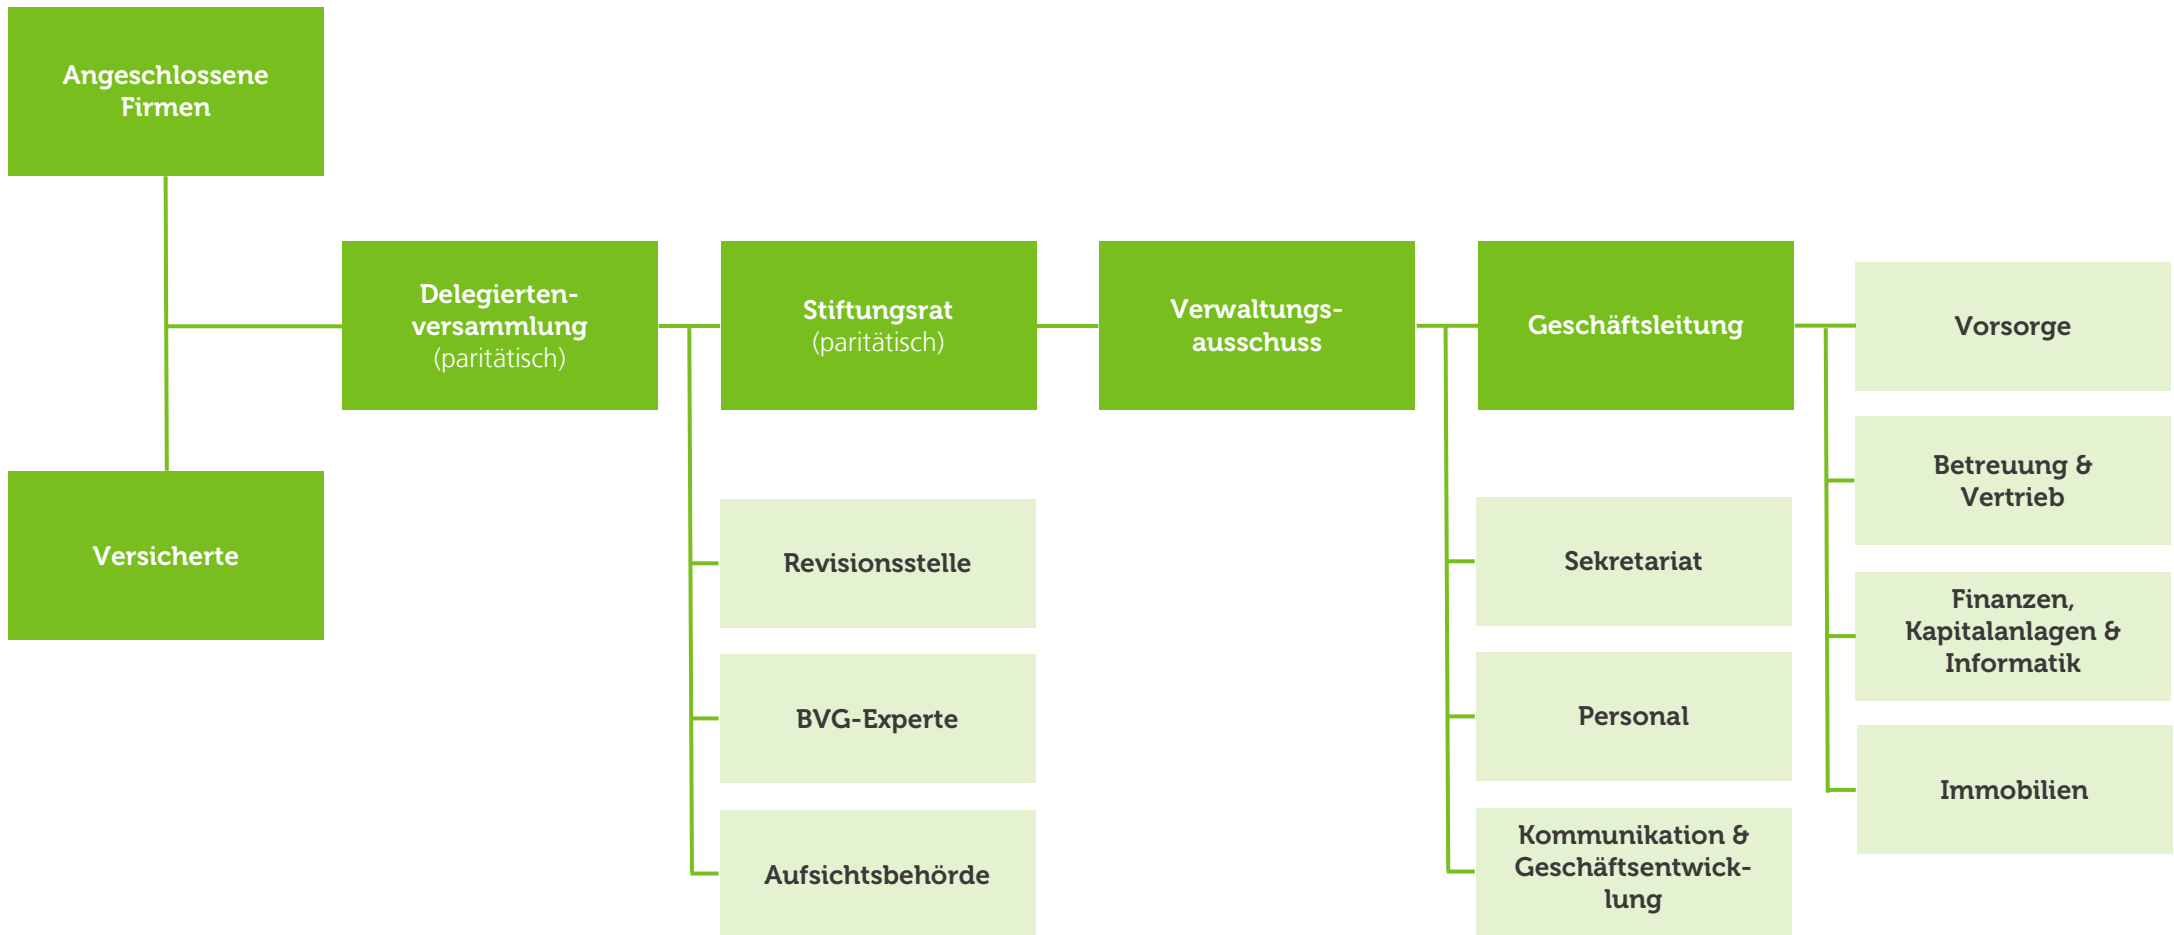 Angeschlossene
Firmen
Versicherte
Delegierten-
versammlung
(paritätisch)
Stiftungsrat
(paritätisch)
Revisionsstelle
BVG-Experte
Aufsichtsbehörde
Verwaltungs-
ausschuss
Geschäftsleitung
Sekretariat
Personal
Kommunikation &
Geschäftsentwick-
lung
Vorsorge
Betreuung &
Vertrieb
Finanzen,
Kapitalanlagen &
Informatik
Immobilien